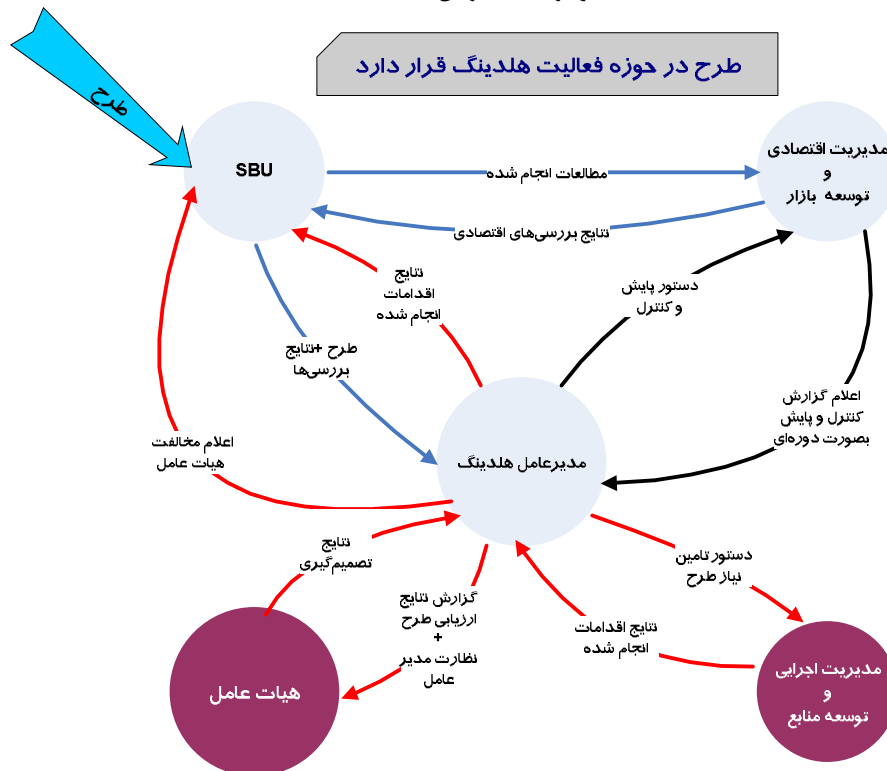 طرح در حوزه فعالیت هلدینگ قرار دارد
طرح
SBU
مدیریت اقتصادی
و
توسعه بازار
مطالعات انجام شده
نتایج بررسی‌های اقتصادی
نتایج
اقدامات
انجام شده
دستور پایش
و کنترل
طرح +نتایج
بررسی‌ها
اعلام گزارش
کنترل و پایش
بصورت دوره‌ای
اعلام مخالفت
هیات عامل
مدیرعامل هلدینگ
نتایج
تصمیم‌گیری
دستور تامین
نیاز طرح
گزارش نتایج
ارزیابی طرح
+
نظارت مدیر
عامل
نتایج اقدامات
انجام شده
هیات عامل
مدیریت اجرایی
و
توسعه منابع